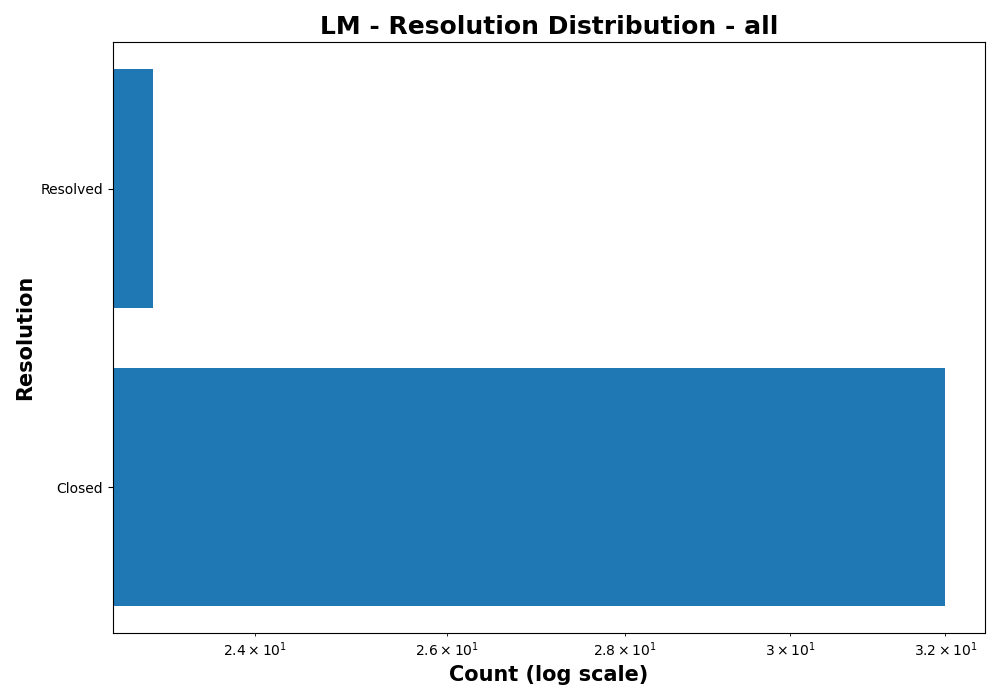 LM - Resolution Distribution - all
Resolved
Closed
Resolution
2.4 × 10¹ 2.6 × 10¹ 2.8 × 10¹ 3 × 10¹ 3.2 × 10¹
Count (log scale)